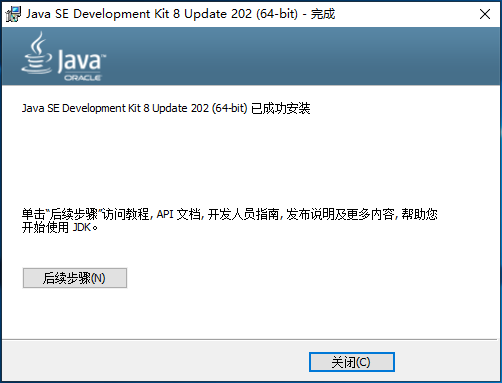 Java SE Development Kit 8 Update 202 (64-bit) - 完成
Java
ORACLE
Java SE Development Kit 8 Update 202 (64-bit) 已成功安装
单击“后续步骤”访问教程, API 文档, 开发人员指南, 发布说明及更多内容, 帮助您
开始使用 JDK。
后续步骤(N)
关闭(C)